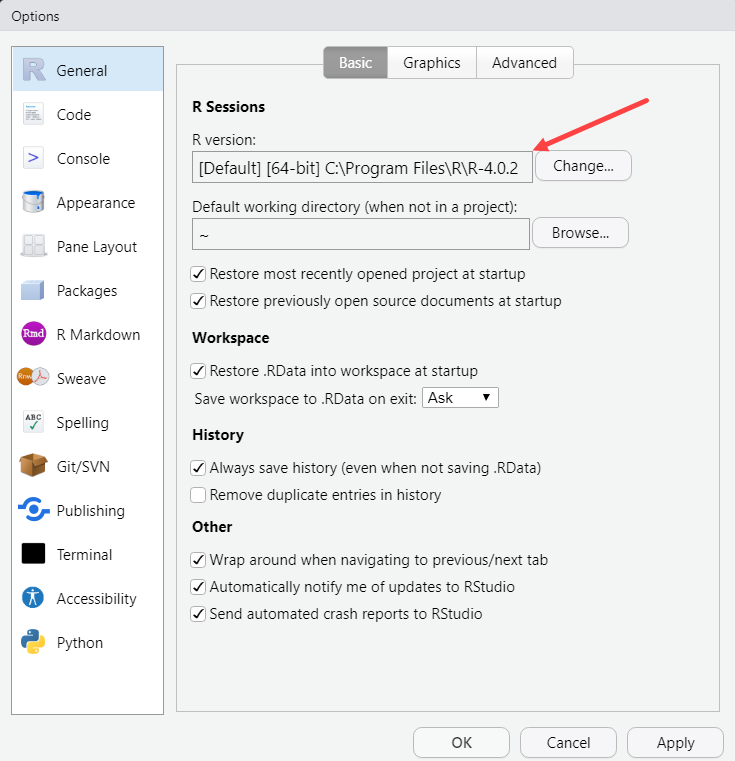 Options
General
Code
Console
Appearance
Pane Layout
Packages
Rmd R Markdown
Rnw Sweave
ABC Spelling
Git/SVN
Publishing
Terminal
Accessibility
Python
Basic Graphics Advanced
R Sessions
R version:
[Default] [64-bit] C:\Program Files\R\R-4.0.2 Change...
Default working directory (when not in a project):
~ Browse...
Restore most recently opened project at startup
Restore previously open source documents at startup
Workspace
Restore .RData into workspace at startup
Save workspace to .RData on exit: Ask
History
Always save history (even when not saving .RData)
Remove duplicate entries in history
Other
Wrap around when navigating to previous/next tab
Automatically notify me of updates to RStudio
Send automated crash reports to RStudio
OK Cancel Apply